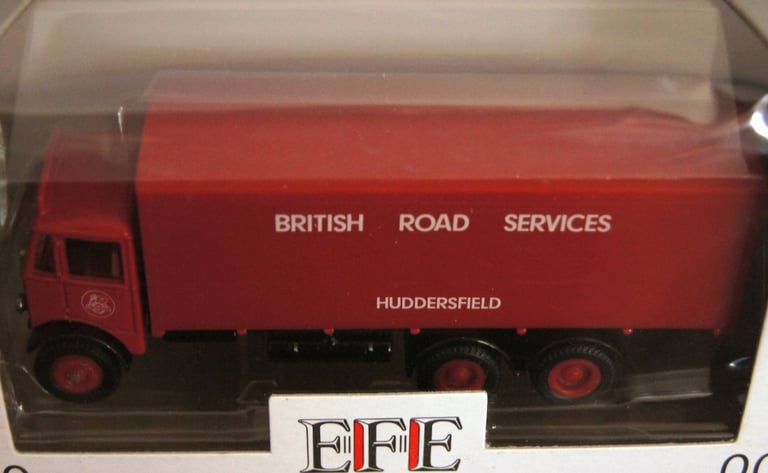 BRITISH ROAD SERVICES
HUDDERSFIELD
EFE